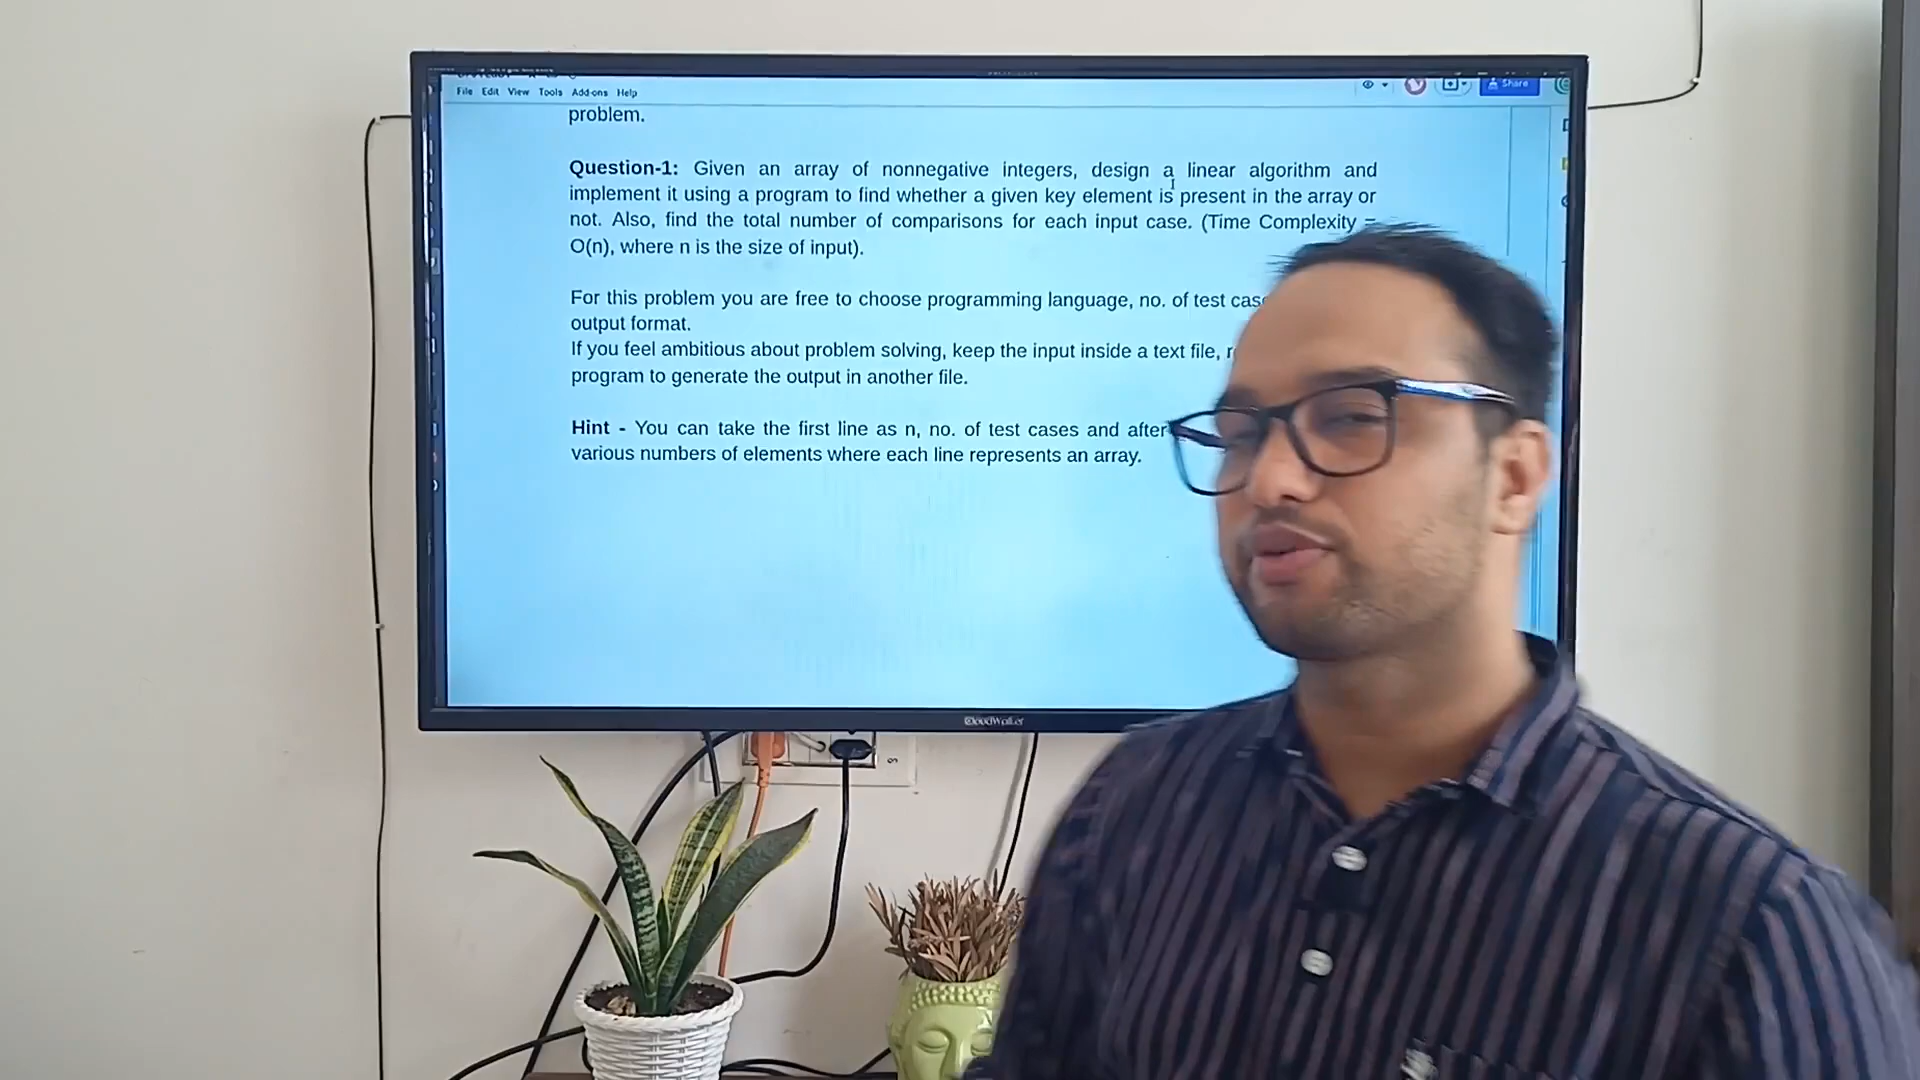 File Edit View Tools Add-ons Help
Share
problem.
Question-1: Given an array of nonnegative integers, design a linear algorithm and
implement it using a program to find whether a given key element is present in the array or
not. Also, find the total number of comparisons for each input case. (Time Complexity =
O(n), where n is the size of input).
For this problem you are free to choose programming language, no. of test
output format.
If you feel ambitious about problem solving, keep the input inside a text file,
program to generate the output in another file.
Hint - You can take the first line as n, no. of test cases and after
various numbers of elements where each line represents an array.
CloudWalker